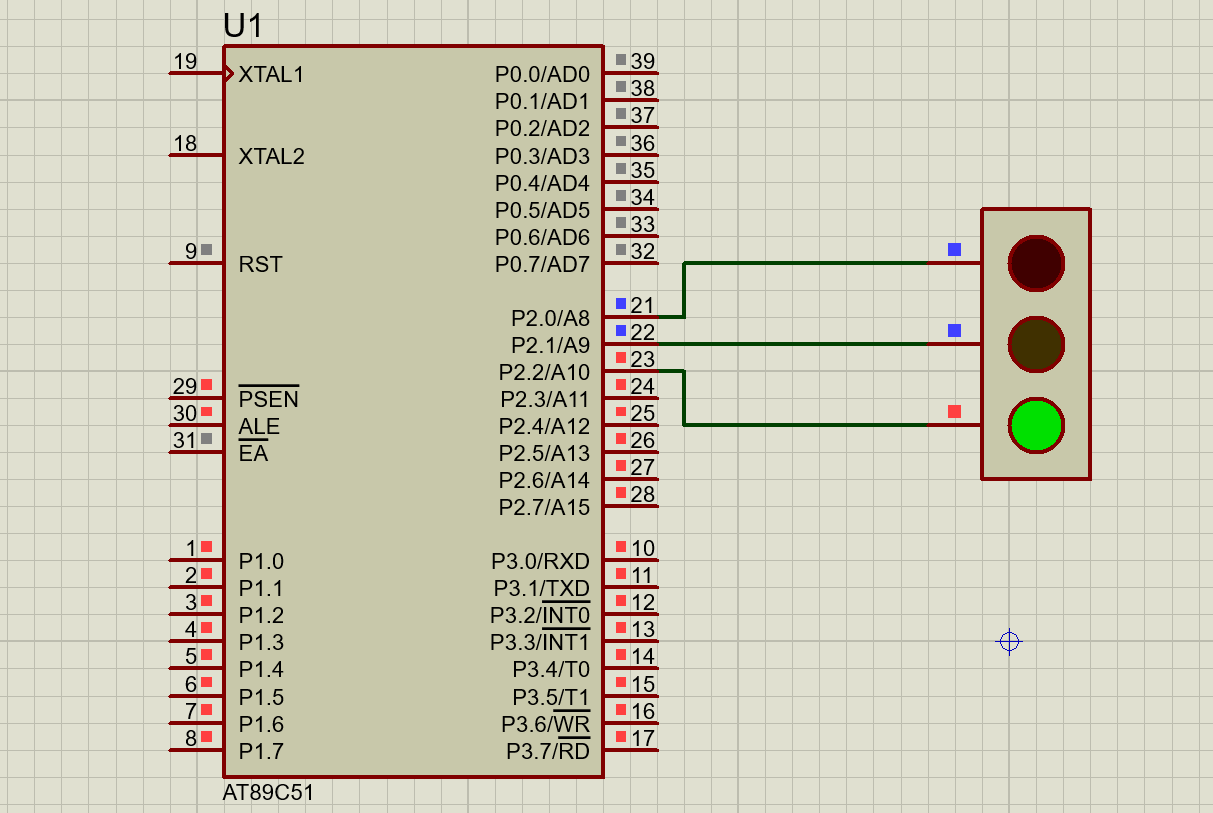 U1
19 XTAL1
18 XTAL2
9 RST
29 PSEN
30 ALE
31 EA
1 P1.0
2 P1.1
3 P1.2
4 P1.3
5 P1.4
6 P1.5
7 P1.6
8 P1.7
P0.0/AD0 39
P0.1/AD1 38
P0.2/AD2 37
P0.3/AD3 36
P0.4/AD4 35
P0.5/AD5 34
P0.6/AD6 33
P0.7/AD7 32
P2.0/A8 21
P2.1/A9 22
P2.2/A10 23
P2.3/A11 24
P2.4/A12 25
P2.5/A13 26
P2.6/A14 27
P2.7/A15 28
P3.0/RXD 10
P3.1/TXD 11
P3.2/INT0 12
P3.3/INT1 13
P3.4/T0 14
P3.5/T1 15
P3.6/WR 16
P3.7/RD 17
AT89C51